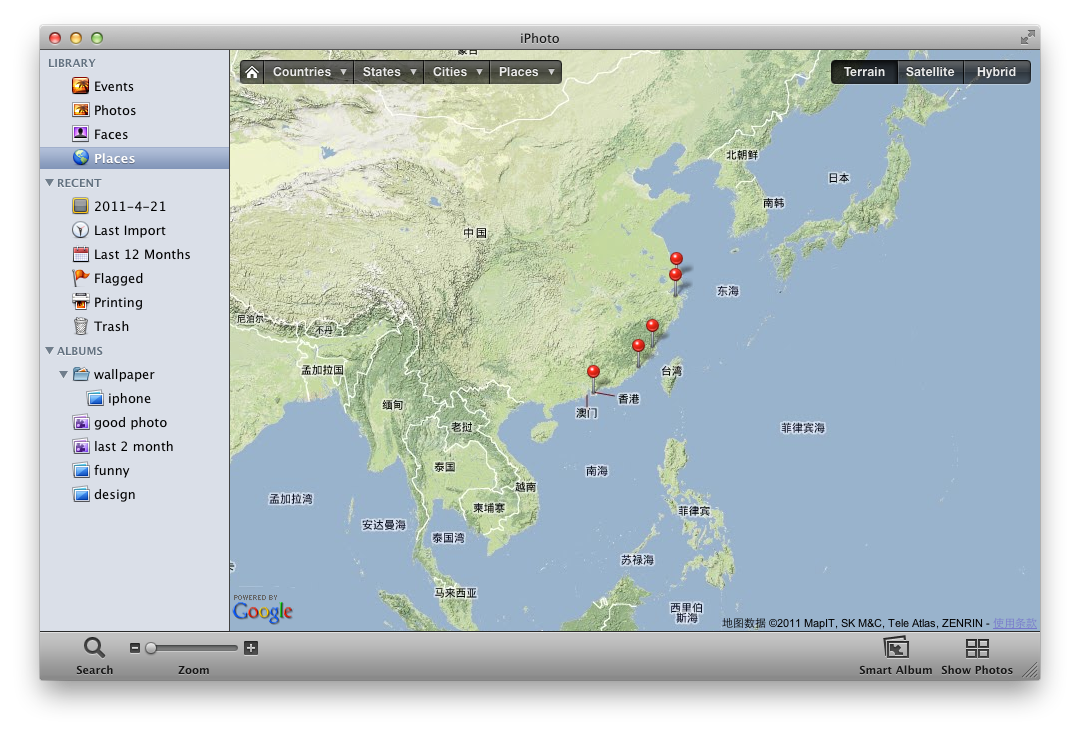 iPhoto
LIBRARY
Events
Photos
Faces
Places
RECENT
2011-4-21
Last Import
Last 12 Months
Flagged
Printing
Trash
ALBUMS
wallpaper
iphone
good photo
last 2 month
funny
design
Countries
States
Cities
Places
Terrain
Satellite
Hybrid
蒙古
北朝鲜
日本
南韩
中国
东海
尼泊尔
不丹
孟加拉国
台湾
香港
澳门
缅甸
老挝
菲律宾海
泰国
南海
越南
孟加拉湾
柬埔寨
菲律宾
安达曼海
泰国湾
苏禄海
马来西亚
西里伯
斯海
POWERED BY
Google
地图数据 ©2011 MapIT, SK M&C, Tele Atlas, ZENRIN - 使用条款
Search
Zoom
Smart Album
Show Photos